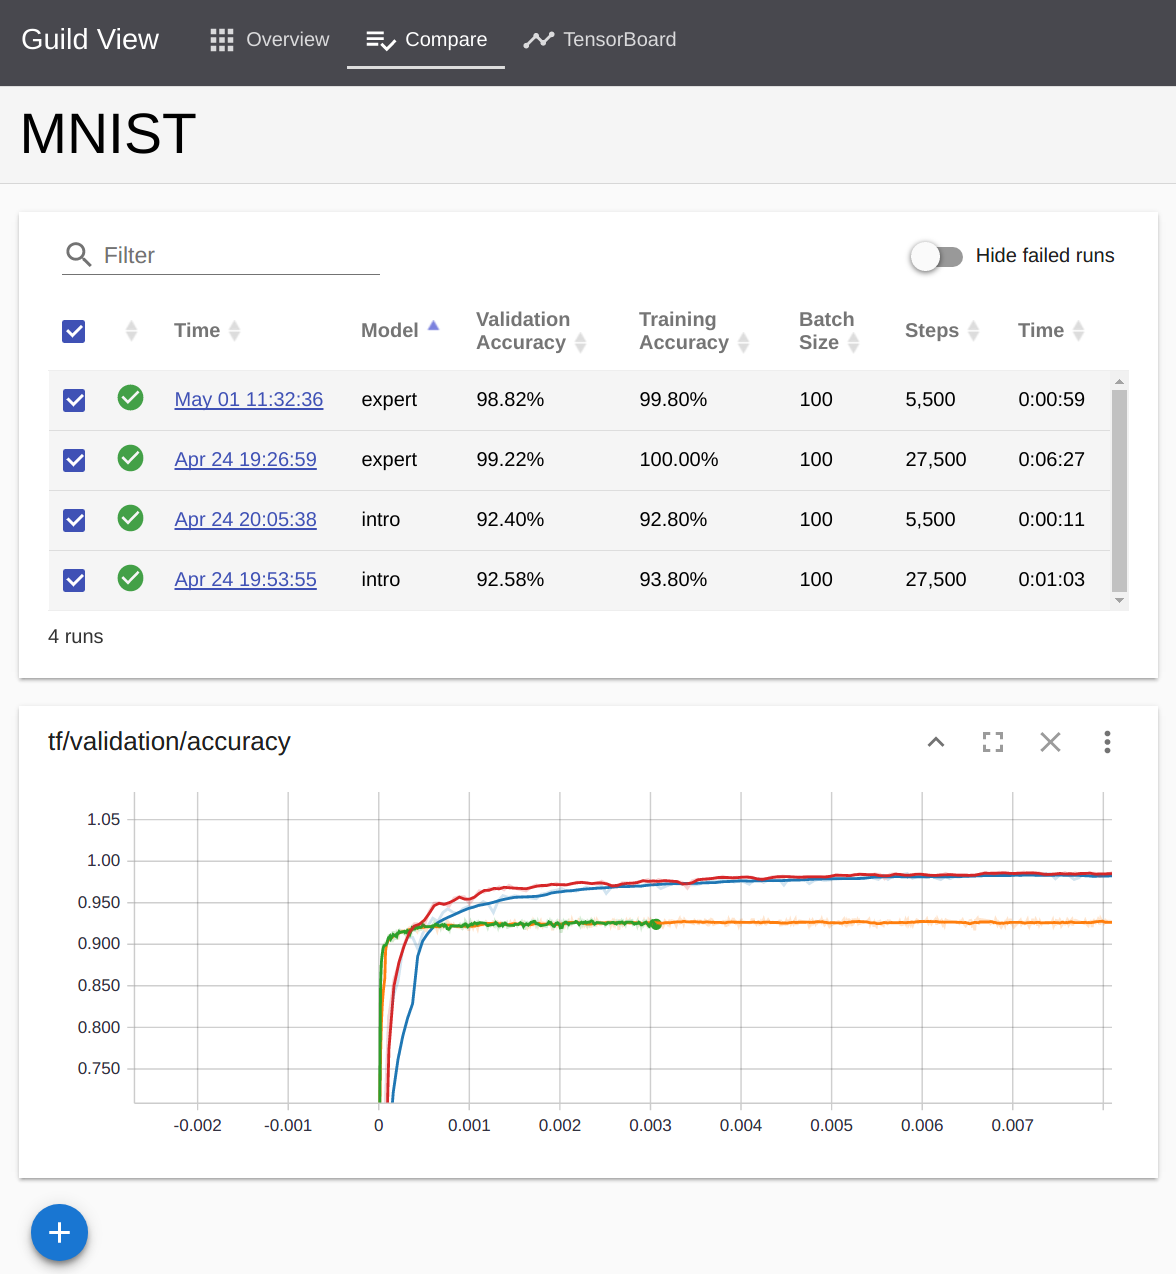 Guild View Overview Compare TensorBoard
MNIST
Filter Hide failed runs
Time Model Validation Accuracy Training Accuracy Batch Size Steps Time
May 01 11:32:36 expert 98.82% 99.80% 100 5,500 0:00:59
Apr 24 19:26:59 expert 99.22% 100.00% 100 27,500 0:06:27
Apr 24 20:05:38 intro 92.40% 92.80% 100 5,500 0:00:11
Apr 24 19:53:55 intro 92.58% 93.80% 100 27,500 0:01:03
4 runs
tf/validation/accuracy
1.05
1.00
0.950
0.900
0.850
0.800
0.750
-0.002 -0.001 0 0.001 0.002 0.003 0.004 0.005 0.006 0.007